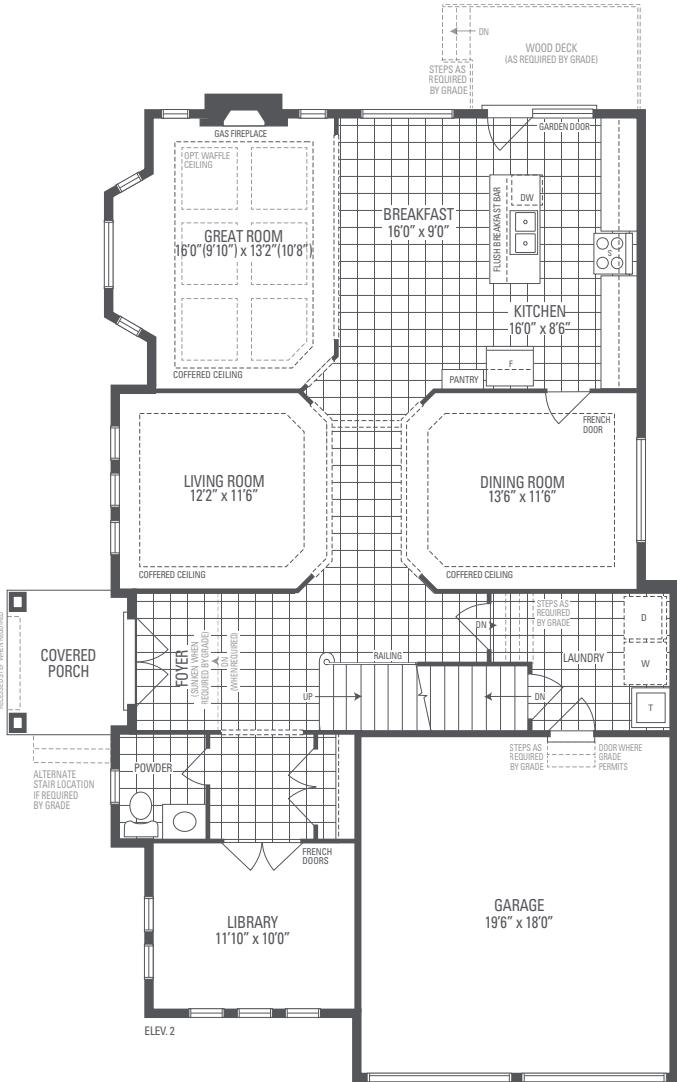 DN
WOOD DECK
(AS REQUIRED BY GRADE)
STEPS AS
REQUIRED
BY GRADE
GAS FIREPLACE
GARDEN DOOR
OPT. WAFFLE
CEILING
GREAT ROOM
16'0"(9'10") x 13'2"(10'8")
BREAKFAST
16'0" x 9'0"
FLUSH BREAKFAST BAR
DW
S
KITCHEN
16'0" x 8'6"
F
PANTRY
COFFERED CEILING
FRENCH
DOOR
LIVING ROOM
12'2" x 11'6"
DINING ROOM
13'6" x 11'6"
COFFERED CEILING
COFFERED CEILING
COVERED
PORCH
FOYER
(SUNKEN WHEN
REQUIRED BY GRADE)
DN
(WHEN REQUIRED)
RAILING
UP
DN
DN
STEPS AS
REQUIRED
BY GRADE
LAUNDRY
D
W
T
ALTERNATE
STAIR LOCATION
IF REQUIRED
BY GRADE
POWDER
STEPS AS
REQUIRED
BY GRADE
DOOR WHERE
GRADE
PERMITS
FRENCH
DOORS
LIBRARY
11'10" x 10'0"
GARAGE
19'6" x 18'0"
ELEV. 2